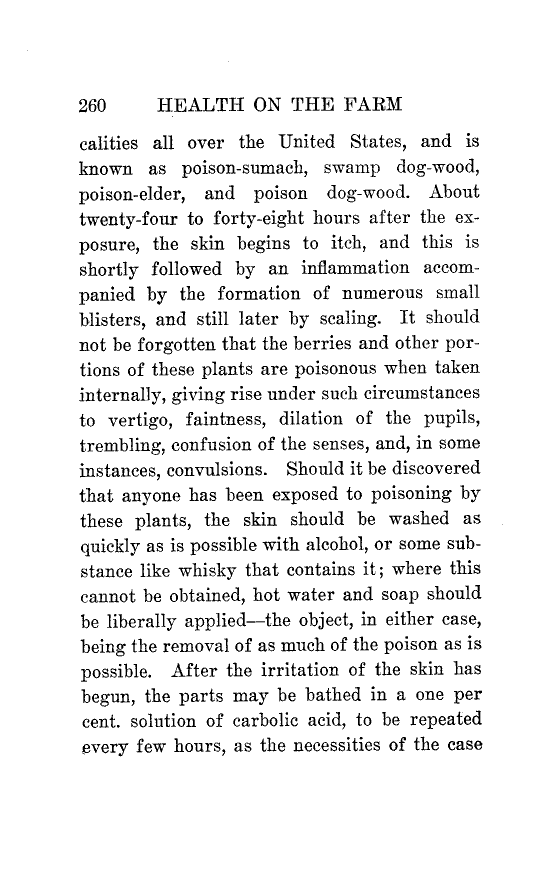 260 HEALTH ON THE FARM
calities all over the United States, and is
known as poison-sumach, swamp dog-wood,
poison-elder, and poison dog-wood. About
twenty-four to forty-eight hours after the ex-
posure, the skin begins to itch, and this is
shortly followed by an inflammation accom-
panied by the formation of numerous small
blisters, and still later by scaling. It should
not be forgotten that the berries and other por-
tions of these plants are poisonous when taken
internally, giving rise under such circumstances
to vertigo, faintness, dilation of the pupils,
trembling, confusion of the senses, and, in some
instances, convulsions. Should it be discovered
that anyone has been exposed to poisoning by
these plants, the skin should be washed as
quickly as is possible with alcohol, or some sub-
stance like whisky that contains it; where this
cannot be obtained, hot water and soap should
be liberally applied—the object, in either case,
being the removal of as much of the poison as is
possible. After the irritation of the skin has
begun, the parts may be bathed in a one per
cent. solution of carbolic acid, to be repeated
every few hours, as the necessities of the case